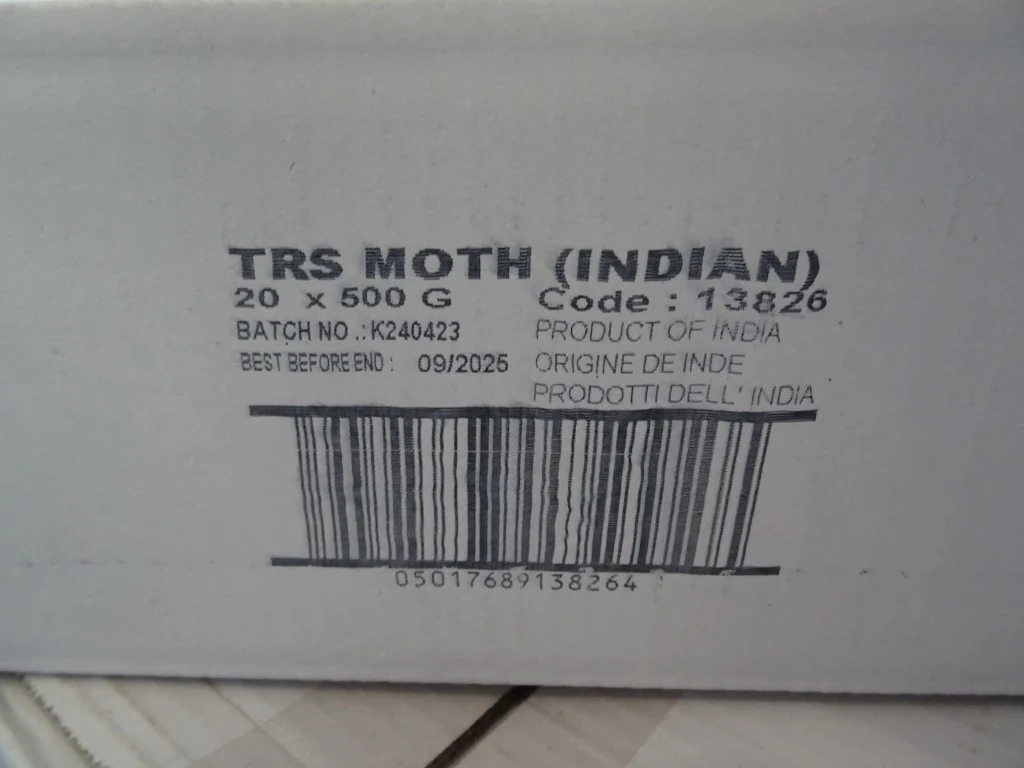 TRS MOTH (INDIAN)
20 x 500 G Code : 13826
BATCH NO .: K240423 PRODUCT OF INDIA
BEST BEFORE END : 09/2025 ORIGINE DE INDE
PRODOTTI DELL' INDIA
05017689138264